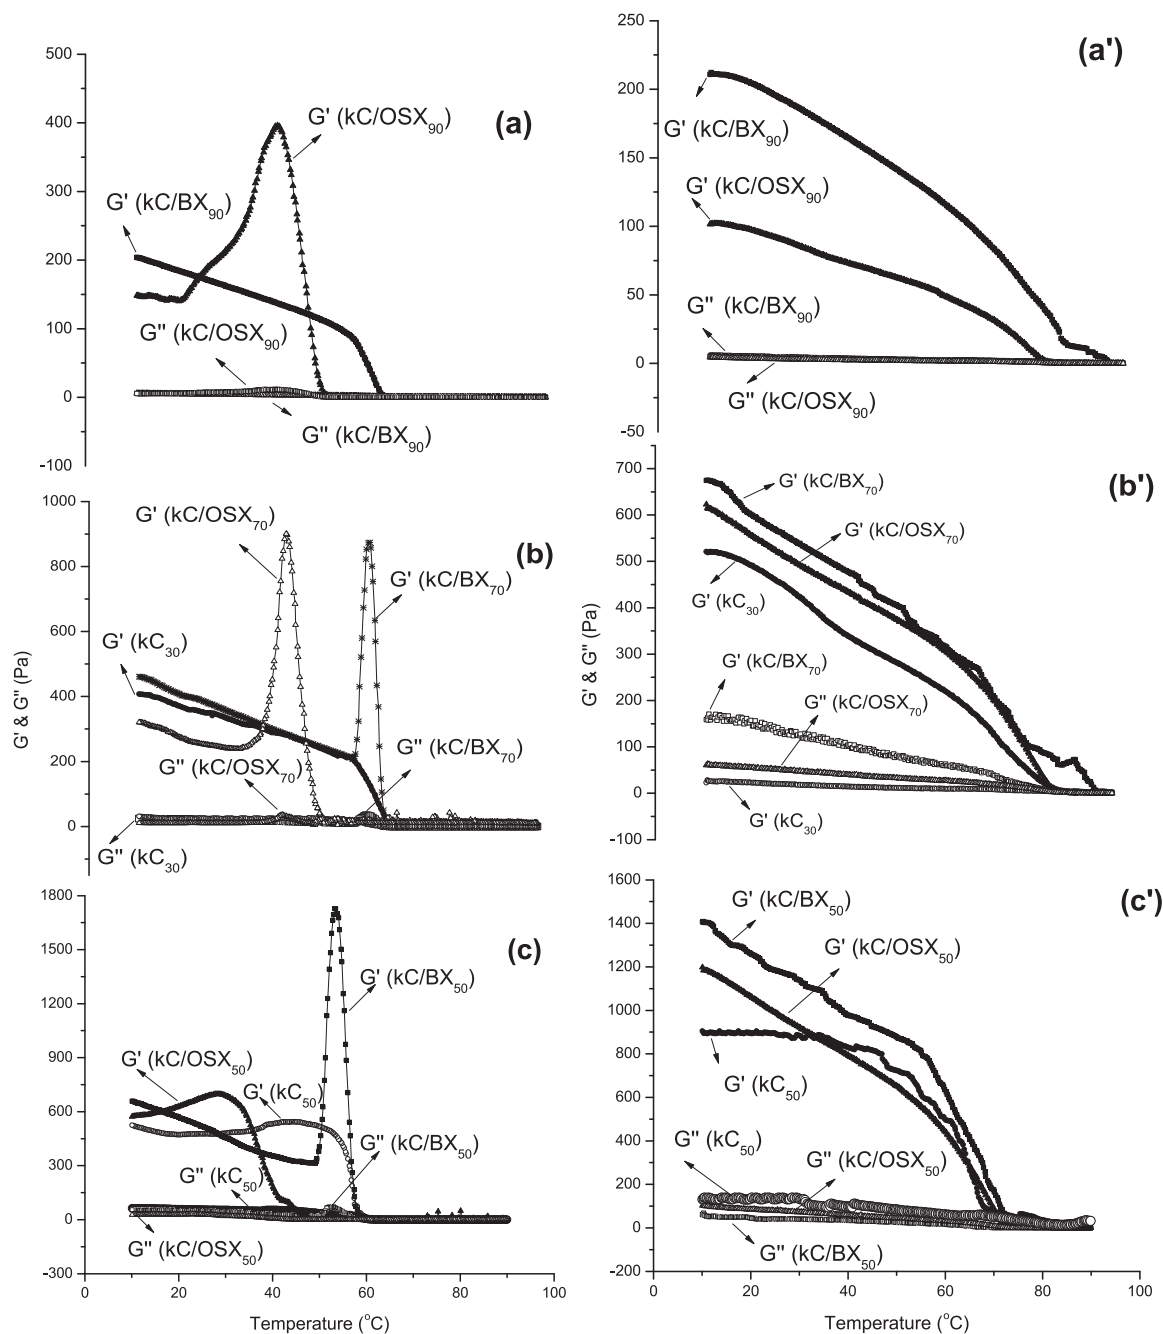 (a)
500
400
300
200
100
0
-100
G' (kC/OSX90)
G' (kC/BX90)
G" (kC/OSX90)
G" (kC/BX90)
(a')
250
200
150
100
50
0
-50
G' (kC/BX90)
G' (kC/OSX90)
G" (kC/BX90)
G" (kC/OSX90)
(b)
1000
800
600
400
200
0
G' & G" (Pa)
G' (kC/OSX70)
G' (kC/BX70)
G' (kC30)
G" (kC/BX70)
G" (kC/OSX70)
G" (kC30)
(b')
700
600
500
400
300
200
100
0
-100
G' & G" (Pa)
G' (kC/BX70)
G' (kC/OSX70)
G' (kC30)
G' (kC/BX70)
G" (kC/OSX70)
G' (kC30)
(c)
1800
1500
1200
900
600
300
0
-300
G' (kC/BX50)
G' (kC/OSX50)
G' (kC50)
G" (kC/BX50)
G" (kC50)
G" (kC/OSX50)
0 20 40 60 80 100
Temperature (°C)
(c')
1600
1400
1200
1000
800
600
400
200
0
-200
G' (kC/BX50)
G' (kC/OSX50)
G' (kC50)
G" (kC50)
G" (kC/OSX50)
G" (kC/BX50)
0 20 40 60 80 100
Temperature (°C)